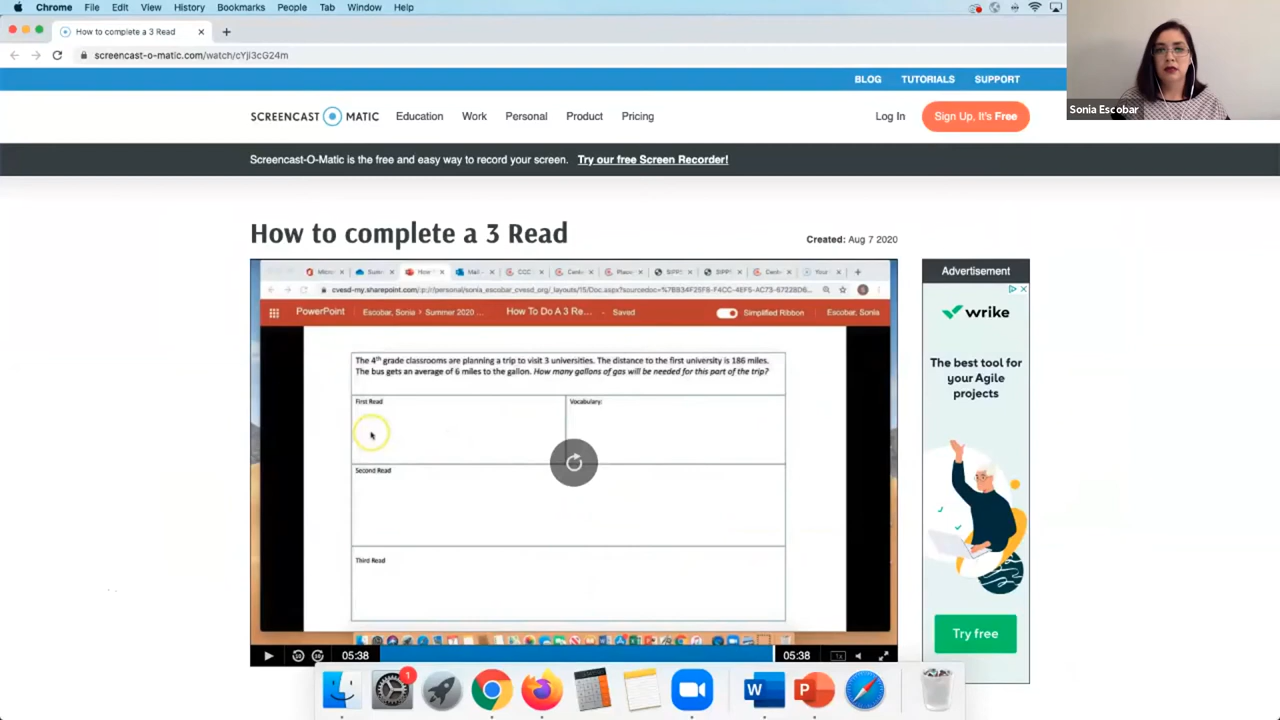 Chrome File Edit View History Bookmarks People Tab Window Help
How to complete a 3 Read
screencast-o-matic.com/watch/cYjl3cG24m
Sonia Escobar
BLOG TUTORIALS SUPPORT
SCREENCAST MATIC Education Work Personal Product Pricing Log In Sign Up, It's Free
Screencast-O-Matic is the free and easy way to record your screen. Try our free Screen Recorder!
How to complete a 3 Read
Created: Aug 7 2020
Advertisement
PowerPoint Escobar, Sonia > Summer 2020 ... How To Do A 3 Re... - Saved Simplified Ribbon Escobar, Sonia
The 4th grade classrooms are planning a trip to visit 3 universities. The distance to the first university is 186 miles.
The bus gets an average of 6 miles to the gallon. How many gallons of gas will be needed for this part of the trip?
First Read Vocabulary:
Second Read
Third Read
wrike
The best tool for
your Agile
projects
Try free
05:38 05:38 1x
1
W P